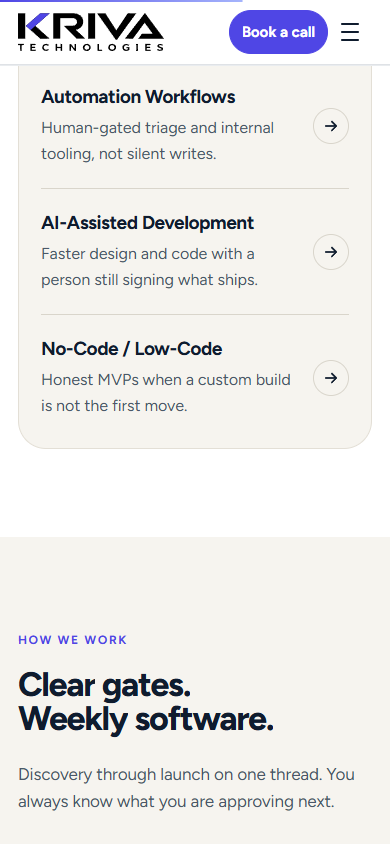 KRIVA
TECHNOLOGIES
Book a call
Automation Workflows
Human-gated triage and internal
tooling, not silent writes.
AI-Assisted Development
Faster design and code with a
person still signing what ships.
No-Code / Low-Code
Honest MVPs when a custom build
is not the first move.
HOW WE WORK
Clear gates.
Weekly software.
Discovery through launch on one thread. You
always know what you are approving next.